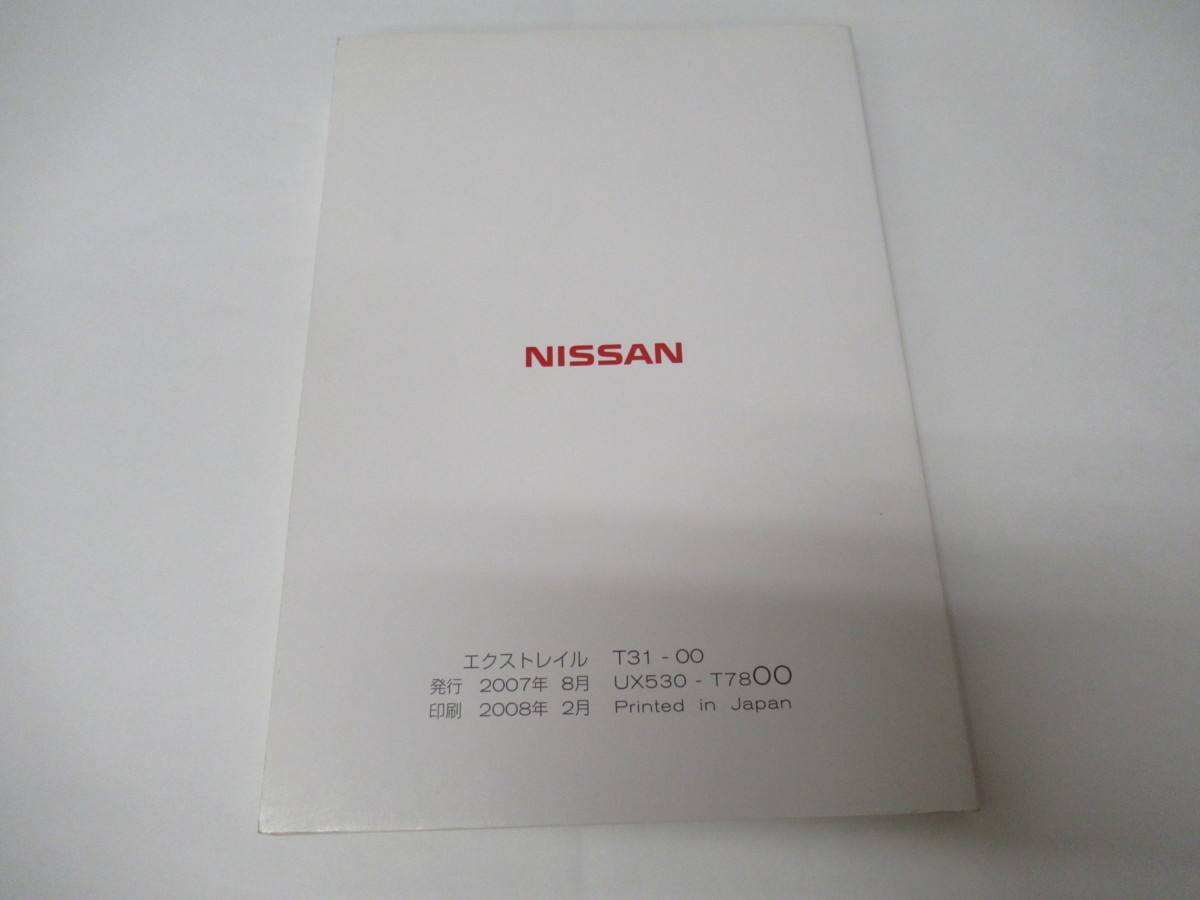 NISSAN
エクストレイル T31 - 00
発行 2007年 8月 UX530 - T7800
印刷 2008年 2月 Printed in Japan